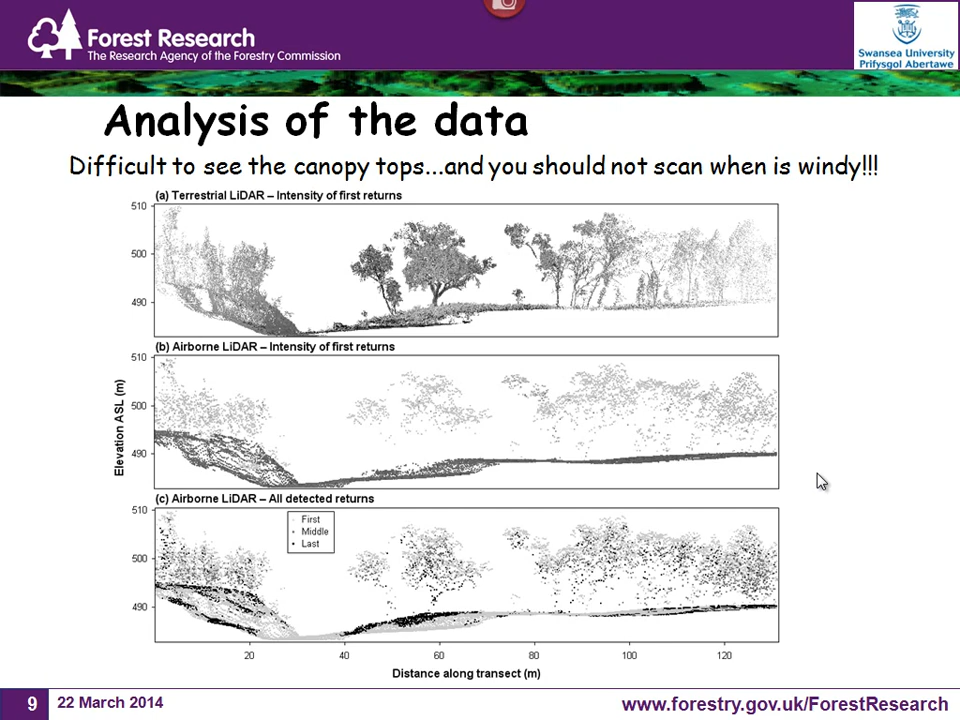 Forest Research
The Research Agency of the Forestry Commission
Swansea University
Prifysgol Abertawe
Analysis of the data
Difficult to see the canopy tops...and you should not scan when is windy!!!
(a) Terrestrial LiDAR – Intensity of first returns
510
500
490
(b) Airborne LiDAR – Intensity of first returns
510
500
490
Elevation ASL (m)
(c) Airborne LiDAR – All detected returns
First
Middle
Last
510
500
490
20 40 60 80 100 120
Distance along transect (m)
9 22 March 2014 www.forestry.gov.uk/ForestResearch